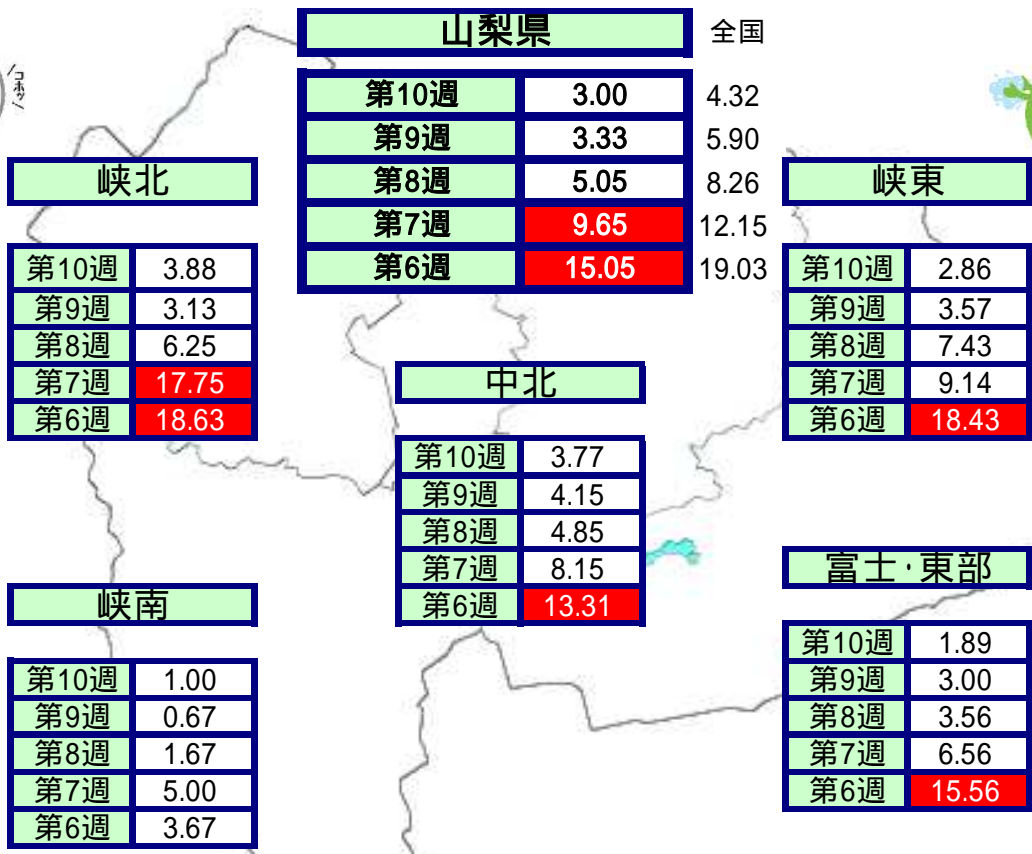 山梨県 全国
第10週 3.00 4.32
第9週 3.33 5.90
第8週 5.05 8.26
第7週 9.65 12.15
第6週 15.05 19.03
コホッ
峡北
第10週 3.88
第9週 3.13
第8週 6.25
第7週 17.75
第6週 18.63
峡東
第10週 2.86
第9週 3.57
第8週 7.43
第7週 9.14
第6週 18.43
中北
第10週 3.77
第9週 4.15
第8週 4.85
第7週 8.15
第6週 13.31
峡南
第10週 1.00
第9週 0.67
第8週 1.67
第7週 5.00
第6週 3.67
富士・東部
第10週 1.89
第9週 3.00
第8週 3.56
第7週 6.56
第6週 15.56